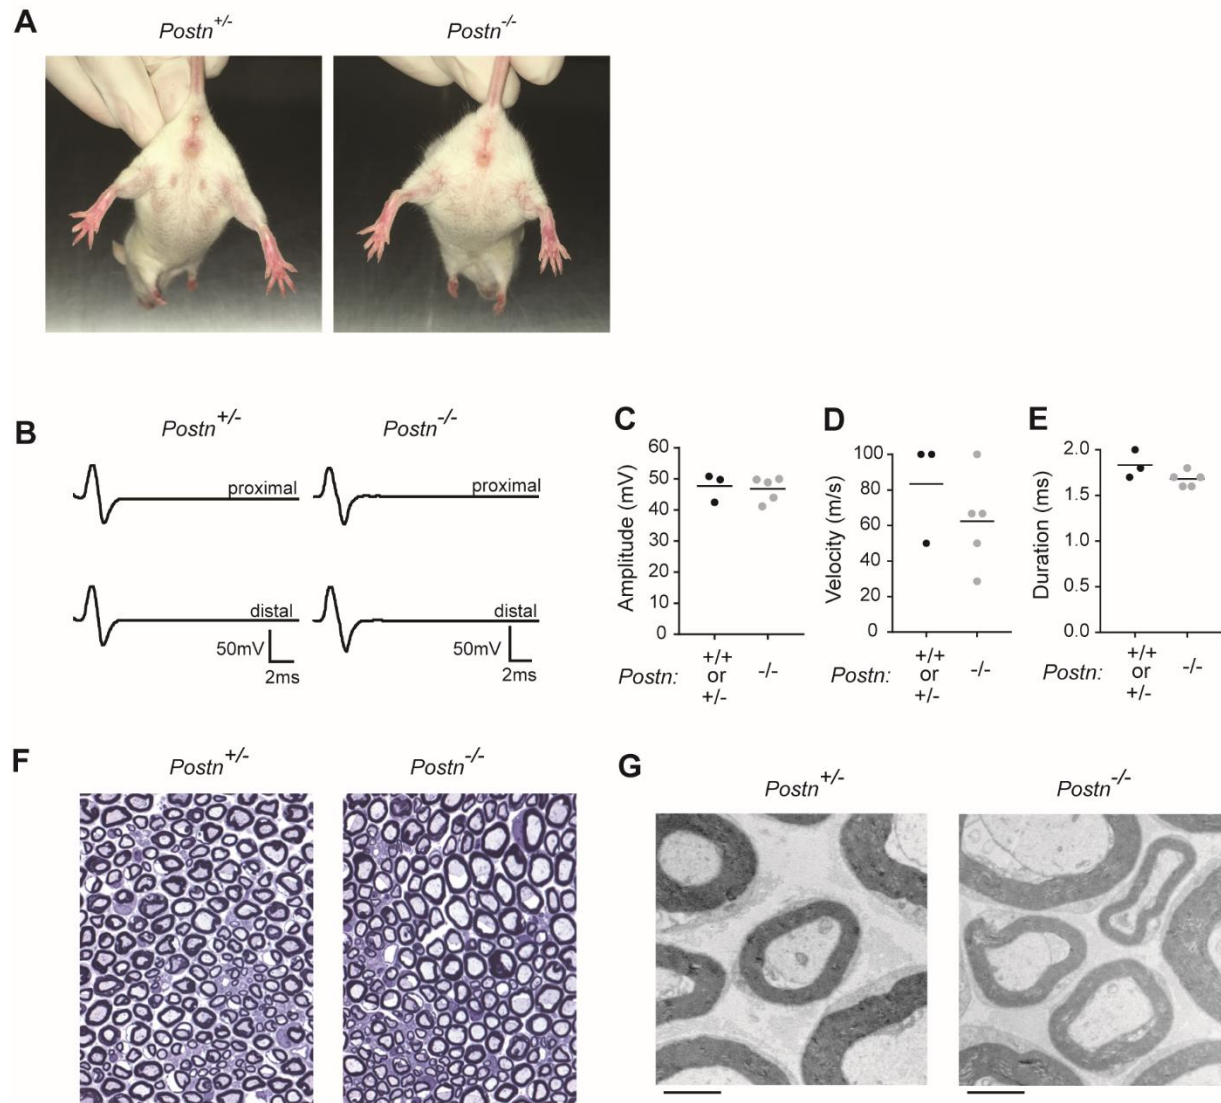 A
Postn+/-
Postn-/-
B
Postn+/-
Postn-/-
proximal
proximal
distal
distal
50mV
2ms
50mV
2ms
C
Amplitude (mV)
60
50
40
30
20
10
0
Postn:
+/+
or
+/-
-/-
D
Velocity (m/s)
100
80
60
40
20
0
+/+
or
+/-
-/-
E
Duration (ms)
2.0
1.5
1.0
0.5
0.0
Postn:
+/+
or
+/-
-/-
F
Postn+/-
Postn-/-
G
Postn+/-
Postn-/-